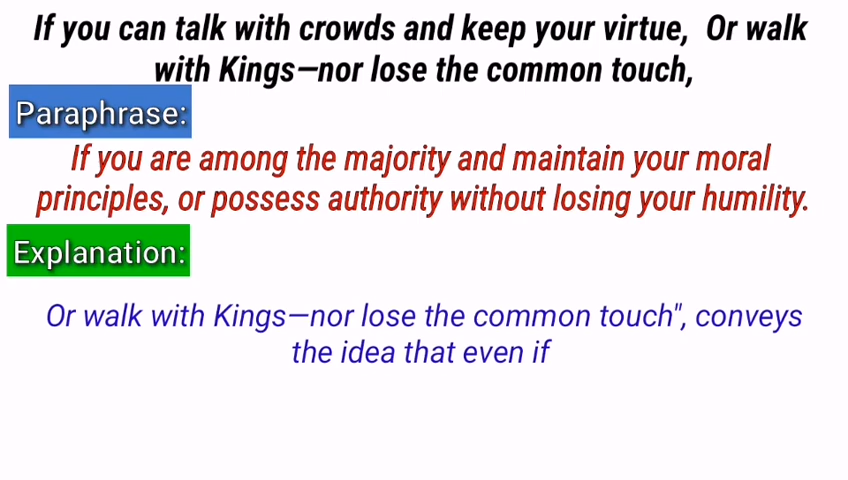 If you can talk with crowds and keep your virtue,  Or walk
with Kings—nor lose the common touch,
Paraphrase:
If you are among the majority and maintain your moral
principles, or possess authority without losing your humility.
Explanation:
Or walk with Kings—nor lose the common touch", conveys
the idea that even if